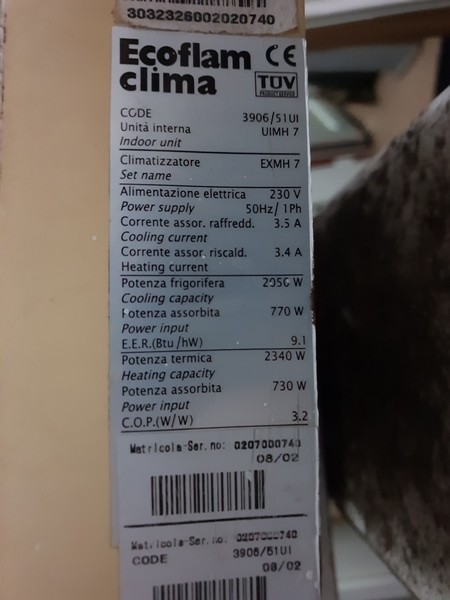 3032326002020740
Ecoflam CE
clima TÜV
PRODUCT SERVICE
CODE 3906/51UI
Unità interna UIMH 7
Indoor unit
Climatizzatore EXMH 7
Set name
Alimentazione elettrica 230 V
Power supply 50Hz/ 1Ph
Corrente assor. raffredd. 3.5 A
Cooling current
Corrente assor. riscald. 3.4 A
Heating current
Potenza frigorifera 2050 W
Cooling capacity
Potenza assorbita 770 W
Power input
E.E.R.(Btu/hW) 9.1
Potenza termica 2340 W
Heating capacity
Potenza assorbita 730 W
Power input
C.O.P.(W/W) 3.2
Matricola-Ser.no: 0207000740
08/02
Matricola-Ser.no: 0207000740
CODE 3906/51UI
08/02